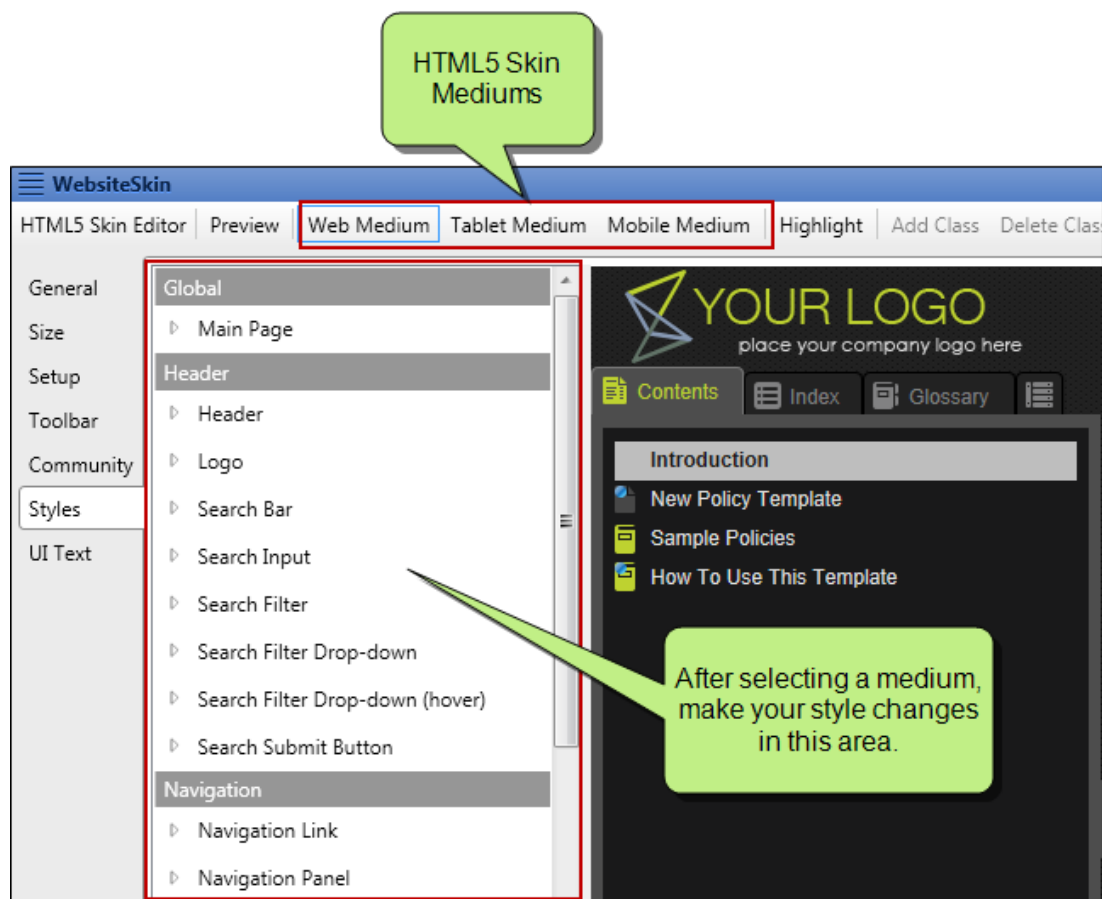 HTML5 Skin
Mediums
WebsiteSkin
HTML5 Skin Editor Preview Web Medium Tablet Medium Mobile Medium Highlight Add Class Delete Clas
General
Size
Setup
Toolbar
Community
Styles
UI Text
Global
Main Page
Header
Header
Logo
Search Bar
Search Input
Search Filter
Search Filter Drop-down
Search Filter Drop-down (hover)
Search Submit Button
Navigation
Navigation Link
Navigation Panel
YOUR LOGO
place your company logo here
Contents Index Glossary
Introduction
New Policy Template
Sample Policies
How To Use This Template
After selecting a medium,
make your style changes
in this area.